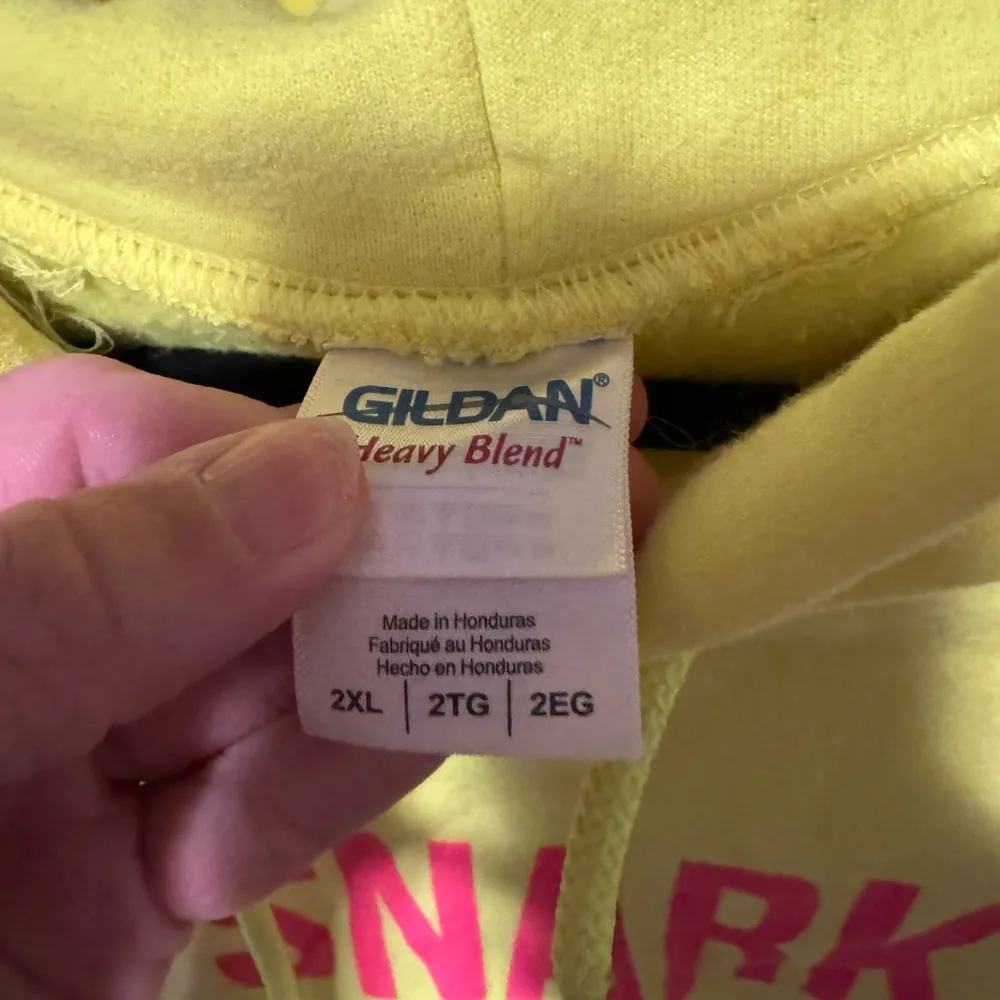 GILDAN®
Heavy Blend™
Made in Honduras
Fabriqué au Honduras
Hecho en Honduras
2XL | 2TG | 2EG
SNARK